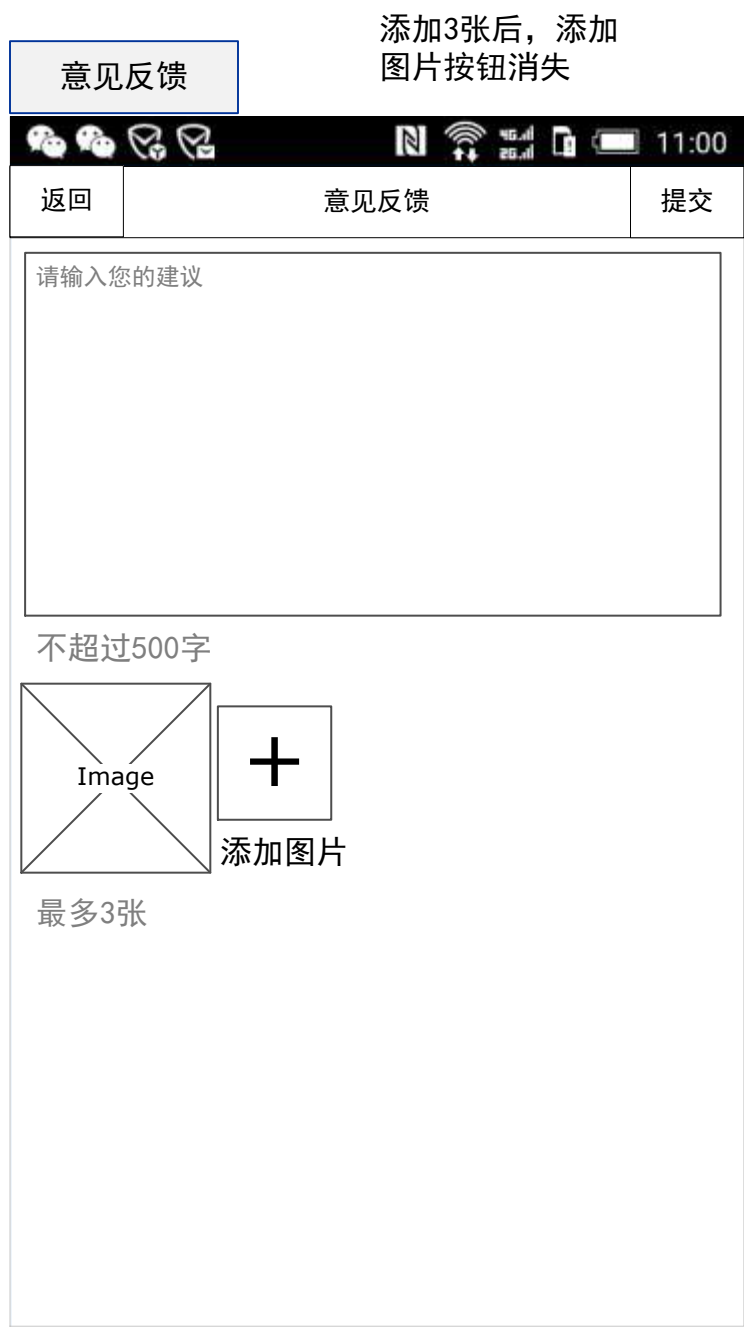 添加3张后，添加
图片按钮消失
意见反馈
4G
2G
11:00
返回
意见反馈
提交
请输入您的建议
不超过500字
Image
添加图片
最多3张